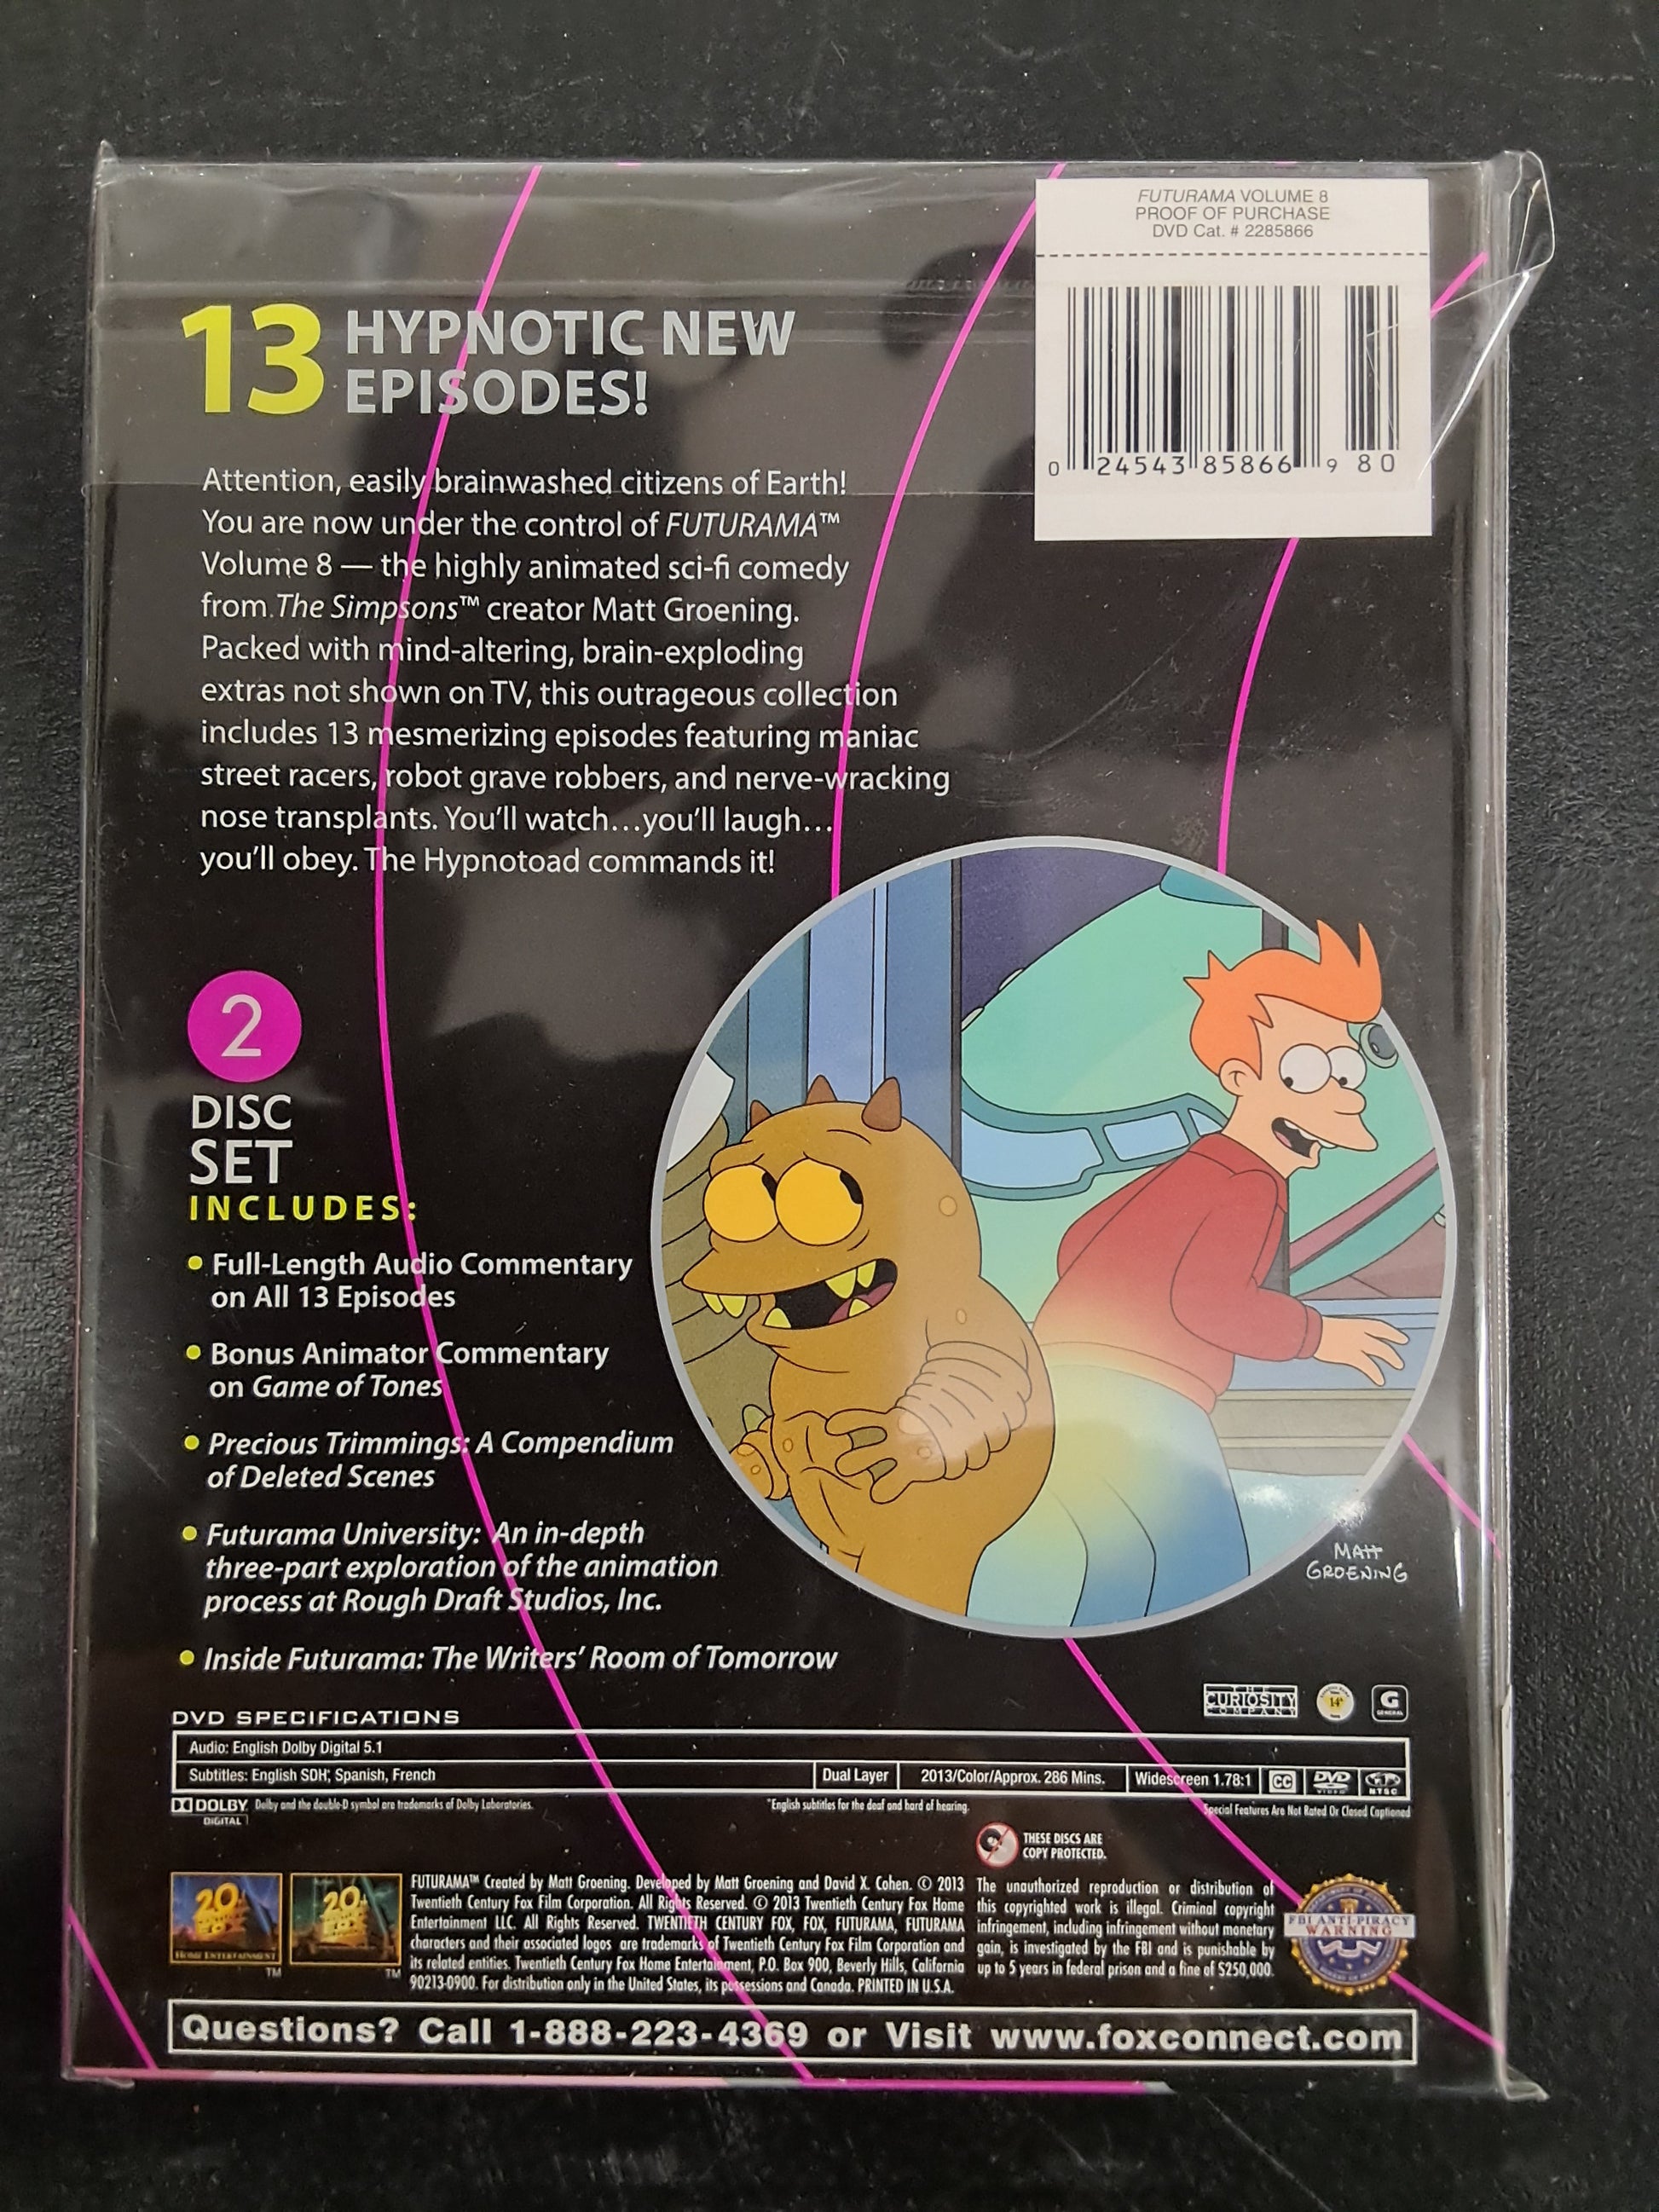 FUTURAMA VOLUME 8
PROOF OF PURCHASE
DVD Cat. # 2285866
0 24543 85866 9 80
13 HYPNOTIC NEW
EPISODES!
Attention, easily brainwashed citizens of Earth!
You are now under the control of FUTURAMA™
Volume 8 — the highly animated sci-fi comedy
from The Simpsons™ creator Matt Groening.
Packed with mind-altering, brain-exploding
extras not shown on TV, this outrageous collection
includes 13 mesmerizing episodes featuring maniac
street racers, robot grave robbers, and nerve-wracking
nose transplants. You'll watch…you'll laugh…
you'll obey. The Hypnotoad commands it!
2
DISC
SET
INCLUDES:
• Full-Length Audio Commentary
on All 13 Episodes
• Bonus Animator Commentary
on Game of Tones
• Precious Trimmings: A Compendium
of Deleted Scenes
• Futurama University: An in-depth
three-part exploration of the animation
process at Rough Draft Studios, Inc.
• Inside Futurama: The Writers' Room of Tomorrow
MATT
GROENING
THE
CURIOSITY
COMPANY
14+
G
GENERAL
DVD SPECIFICATIONS
Audio: English Dolby Digital 5.1
Subtitles: English SDH*, Spanish, French
Dual Layer
2013/Color/Approx. 286 Mins.
Widescreen 1.78:1
CC
DVD
VIDEO
NTSC
DOLBY
DIGITAL
Dolby and the double-D symbol are trademarks of Dolby Laboratories.
*English subtitles for the deaf and hard of hearing.
Special Features Are Not Rated Or Closed Captioned
THESE DISCS ARE
COPY PROTECTED.
20th
HOME ENTERTAINMENT
TM
20th
TM
FUTURAMA™ Created by Matt Groening. Developed by Matt Groening and David X. Cohen. © 2013
Twentieth Century Fox Film Corporation. All Rights Reserved. © 2013 Twentieth Century Fox Home
Entertainment LLC. All Rights Reserved. TWENTIETH CENTURY FOX, FOX, FUTURAMA, FUTURAMA
characters and their associated logos are trademarks of Twentieth Century Fox Film Corporation and
its related entities. Twentieth Century Fox Home Entertainment, P.O. Box 900, Beverly Hills, California
90213-0900. For distribution only in the United States, its possessions and Canada. PRINTED IN U.S.A.
The unauthorized reproduction or distribution of
this copyrighted work is illegal. Criminal copyright
infringement, including infringement without monetary
gain, is investigated by the FBI and is punishable by
up to 5 years in federal prison and a fine of $250,000.
FBI ANTI-PIRACY
WARNING
Questions? Call 1-888-223-4369 or Visit www.foxconnect.com